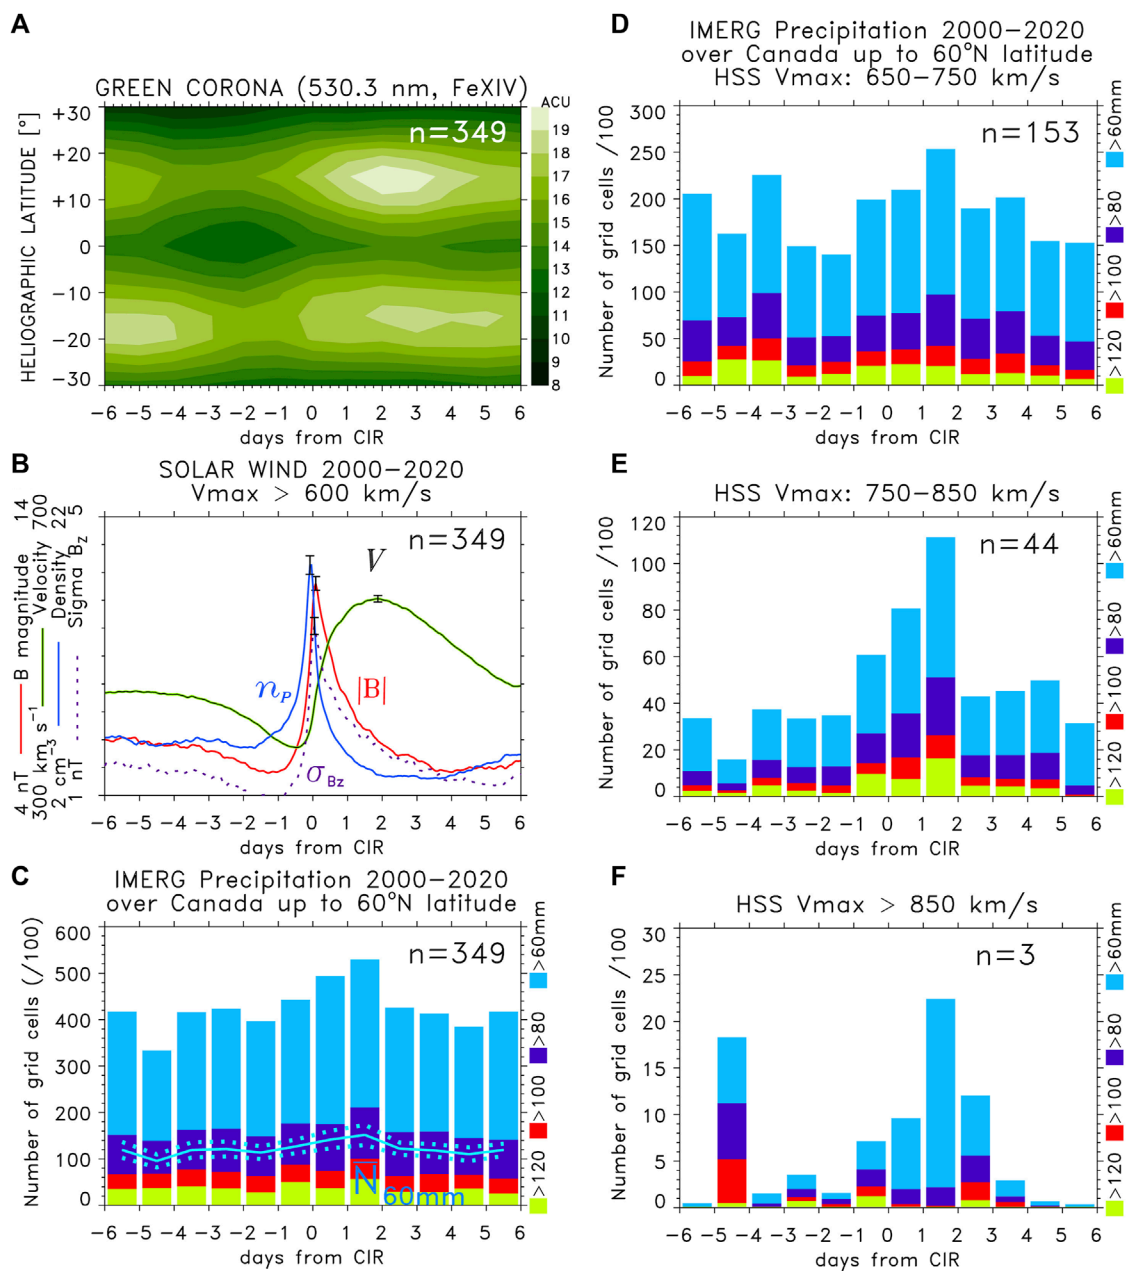 A
GREEN CORONA (530.3 nm, FeXIV)
ACU
n=349
HELIOGRAPHIC LATITUDE [°]
+30
+20
+10
0
−10
−20
−30
19
18
17
16
15
14
13
12
11
10
9
8
−6 −5 −4 −3 −2 −1 0 1 2 3 4 5 6
days from CIR
B
SOLAR WIND 2000−2020
Vmax > 600 km/s
n=349
4 nT B magnitude 14
300 km s⁻¹ Velocity 700
2 cm⁻³ Density 22
1 nT Sigma Bz 5
V
nP
|B|
σBz
−6 −5 −4 −3 −2 −1 0 1 2 3 4 5 6
days from CIR
C
IMERG Precipitation 2000−2020
over Canada up to 60°N latitude
n=349
Number of grid cells (/100)
600
500
400
300
200
100
0
N60mm
>120 >100 >80 >60mm
−6 −5 −4 −3 −2 −1 0 1 2 3 4 5 6
days from CIR
D
IMERG Precipitation 2000−2020
over Canada up to 60°N latitude
HSS Vmax: 650−750 km/s
n=153
Number of grid cells /100
300
250
200
150
100
50
0
>120 >100 >80 >60mm
−6 −5 −4 −3 −2 −1 0 1 2 3 4 5 6
days from CIR
E
HSS Vmax: 750−850 km/s
n=44
Number of grid cells /100
120
100
80
60
40
20
0
>120 >100 >80 >60mm
−6 −5 −4 −3 −2 −1 0 1 2 3 4 5 6
days from CIR
F
HSS Vmax > 850 km/s
n=3
Number of grid cells /100
30
25
20
15
10
5
0
>120 >100 >80 >60mm
−6 −5 −4 −3 −2 −1 0 1 2 3 4 5 6
days from CIR